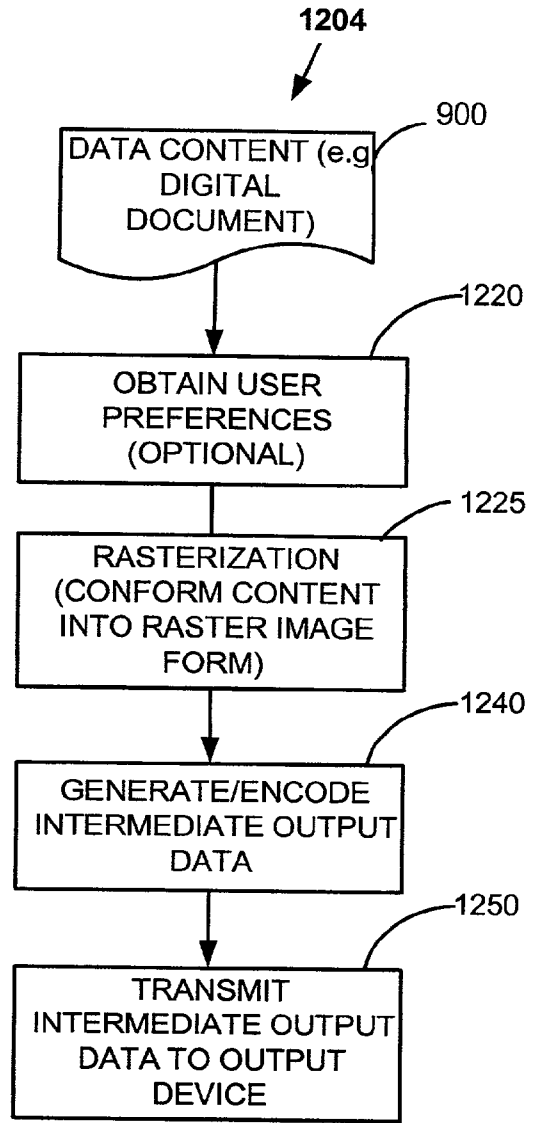 1204
900
DATA CONTENT (e.g
DIGITAL
DOCUMENT)
1220
OBTAIN USER
PREFERENCES
(OPTIONAL)
1225
RASTERIZATION
(CONFORM CONTENT
INTO RASTER IMAGE
FORM)
1240
GENERATE/ENCODE
INTERMEDIATE OUTPUT
DATA
1250
TRANSMIT
INTERMEDIATE OUTPUT
DATA TO OUTPUT
DEVICE